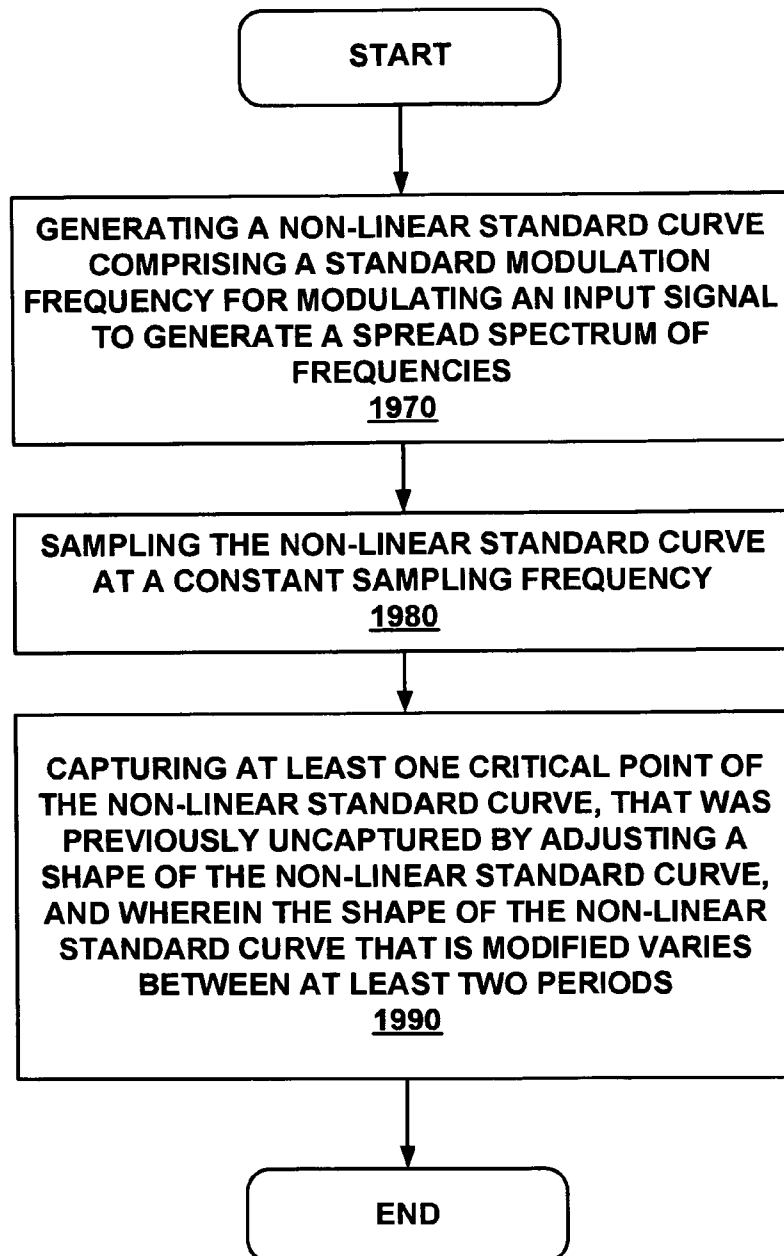 START
GENERATING A NON-LINEAR STANDARD CURVE
COMPRISING A STANDARD MODULATION
FREQUENCY FOR MODULATING AN INPUT SIGNAL
TO GENERATE A SPREAD SPECTRUM OF
FREQUENCIES
1970
SAMPLING THE NON-LINEAR STANDARD CURVE
AT A CONSTANT SAMPLING FREQUENCY
1980
CAPTURING AT LEAST ONE CRITICAL POINT OF
THE NON-LINEAR STANDARD CURVE, THAT WAS
PREVIOUSLY UNCAPTURED BY ADJUSTING A
SHAPE OF THE NON-LINEAR STANDARD CURVE,
AND WHEREIN THE SHAPE OF THE NON-LINEAR
STANDARD CURVE THAT IS MODIFIED VARIES
BETWEEN AT LEAST TWO PERIODS
1990
END